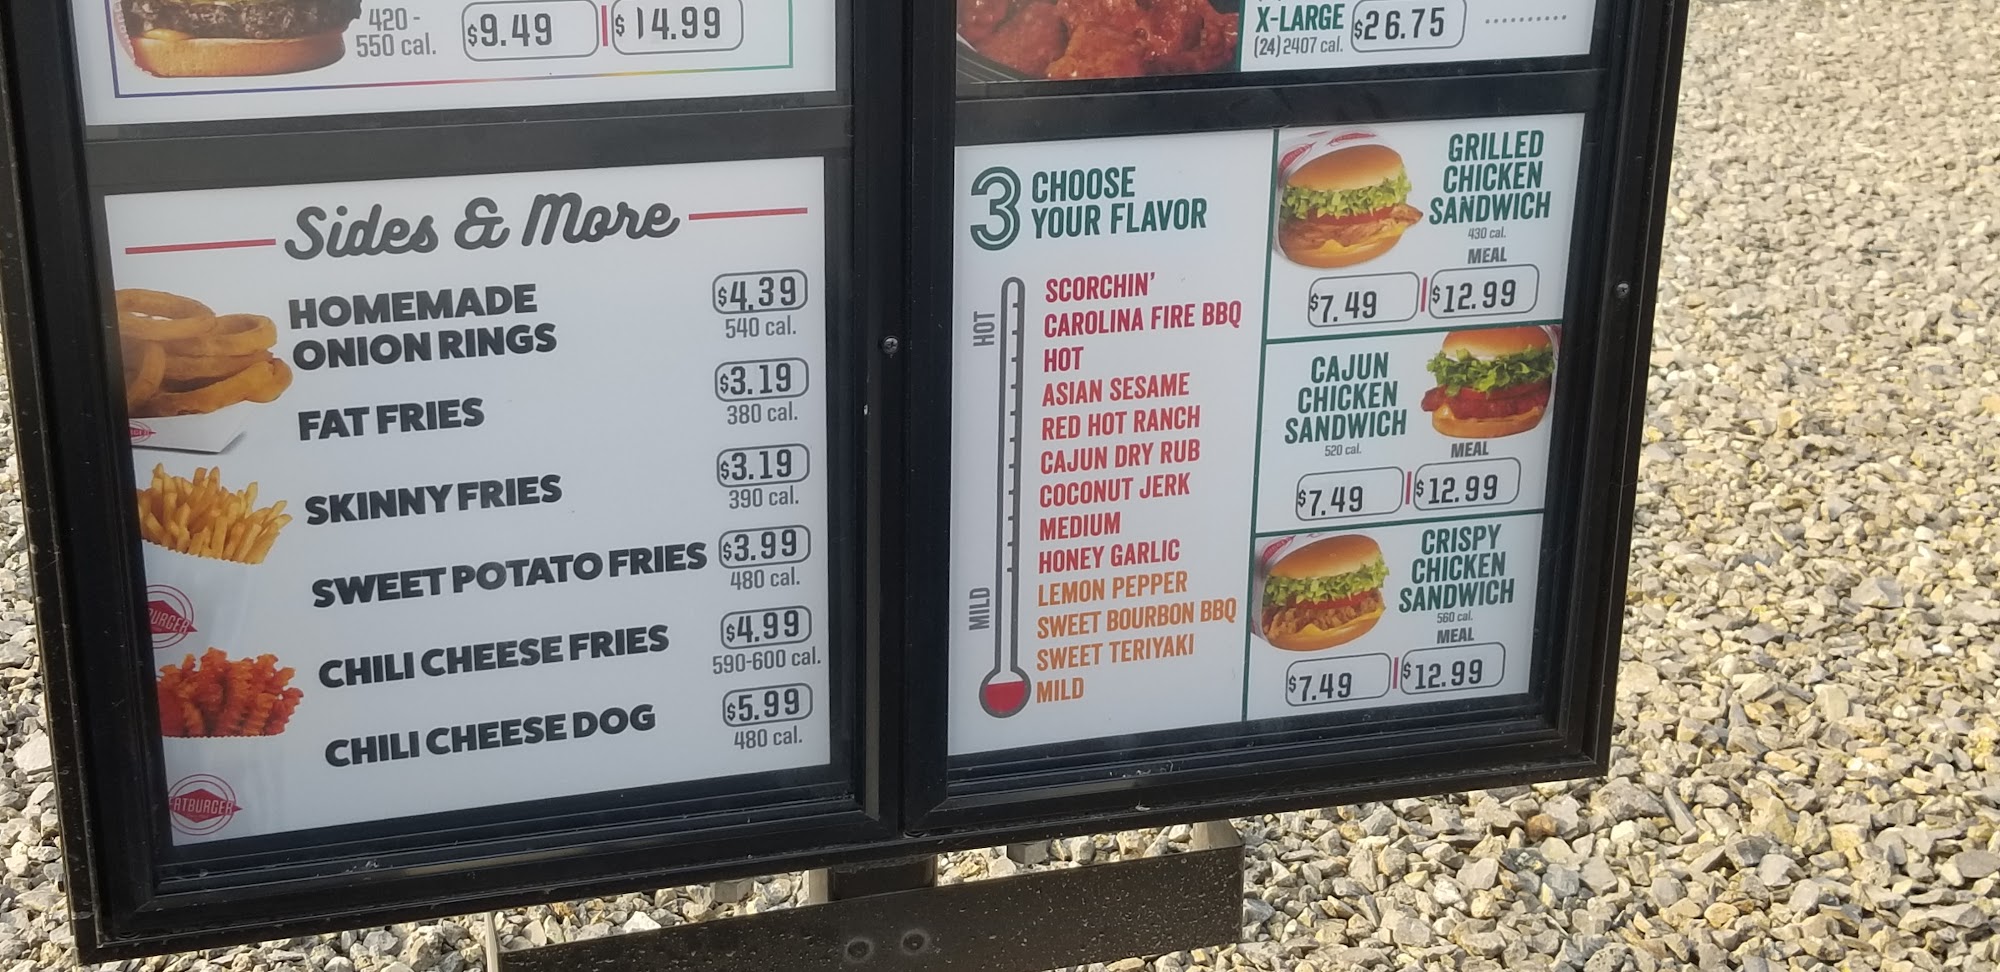 420 -
550 cal.
$9.49 $14.99
X-LARGE
(24) 2407 cal.
$26.75
Sides & More
HOMEMADE
ONION RINGS
$4.39
540 cal.
FAT FRIES
$3.19
380 cal.
SKINNY FRIES
$3.19
390 cal.
SWEET POTATO FRIES
$3.99
480 cal.
CHILI CHEESE FRIES
$4.99
590-600 cal.
CHILI CHEESE DOG
$5.99
480 cal.
BURGER
FATBURGER
3 CHOOSE
YOUR FLAVOR
HOT
SCORCHIN'
CAROLINA FIRE BBQ
HOT
ASIAN SESAME
RED HOT RANCH
CAJUN DRY RUB
COCONUT JERK
MEDIUM
HONEY GARLIC
LEMON PEPPER
SWEET BOURBON BBQ
SWEET TERIYAKI
MILD
MILD
GRILLED
CHICKEN
SANDWICH
430 cal.
MEAL
$7.49 $12.99
CAJUN
CHICKEN
SANDWICH
520 cal.
MEAL
$7.49 $12.99
CRISPY
CHICKEN
SANDWICH
560 cal.
MEAL
$7.49 $12.99